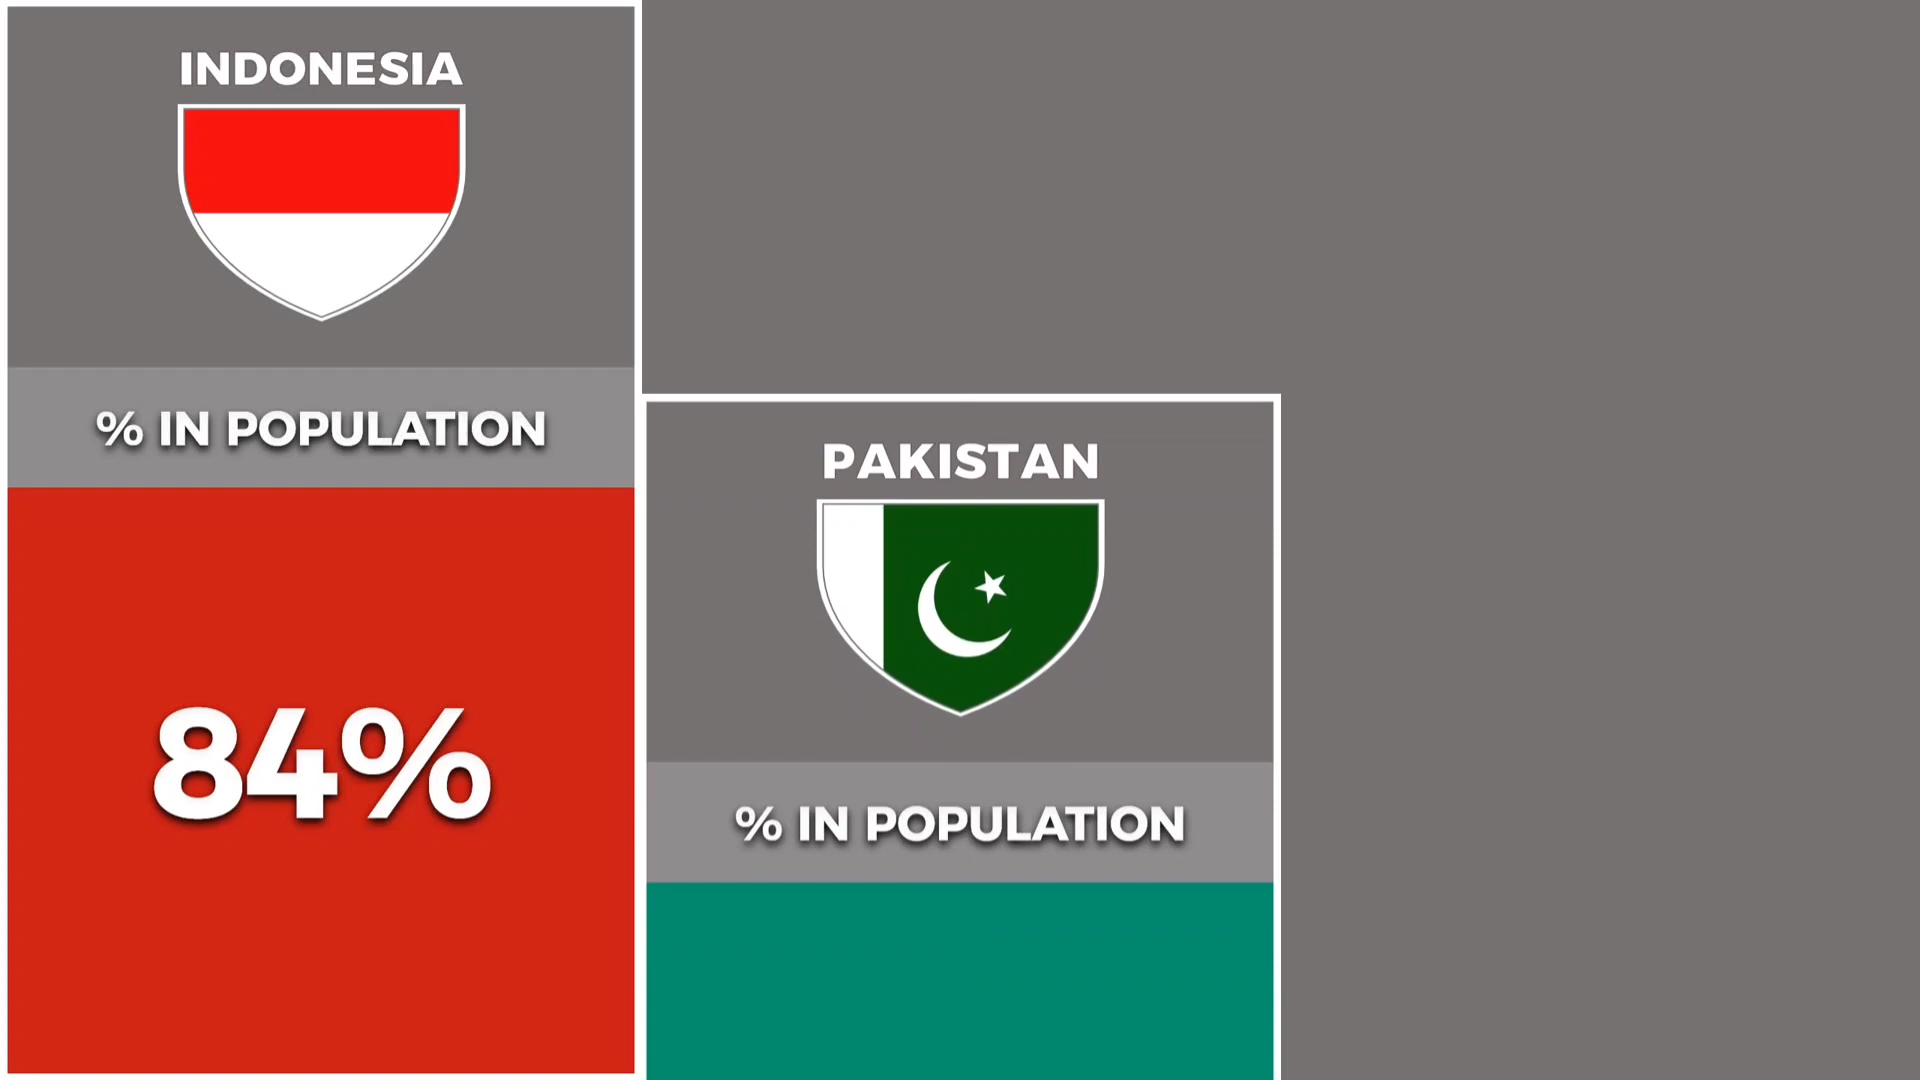 INDONESIA
% IN POPULATION
84%
PAKISTAN
% IN POPULATION